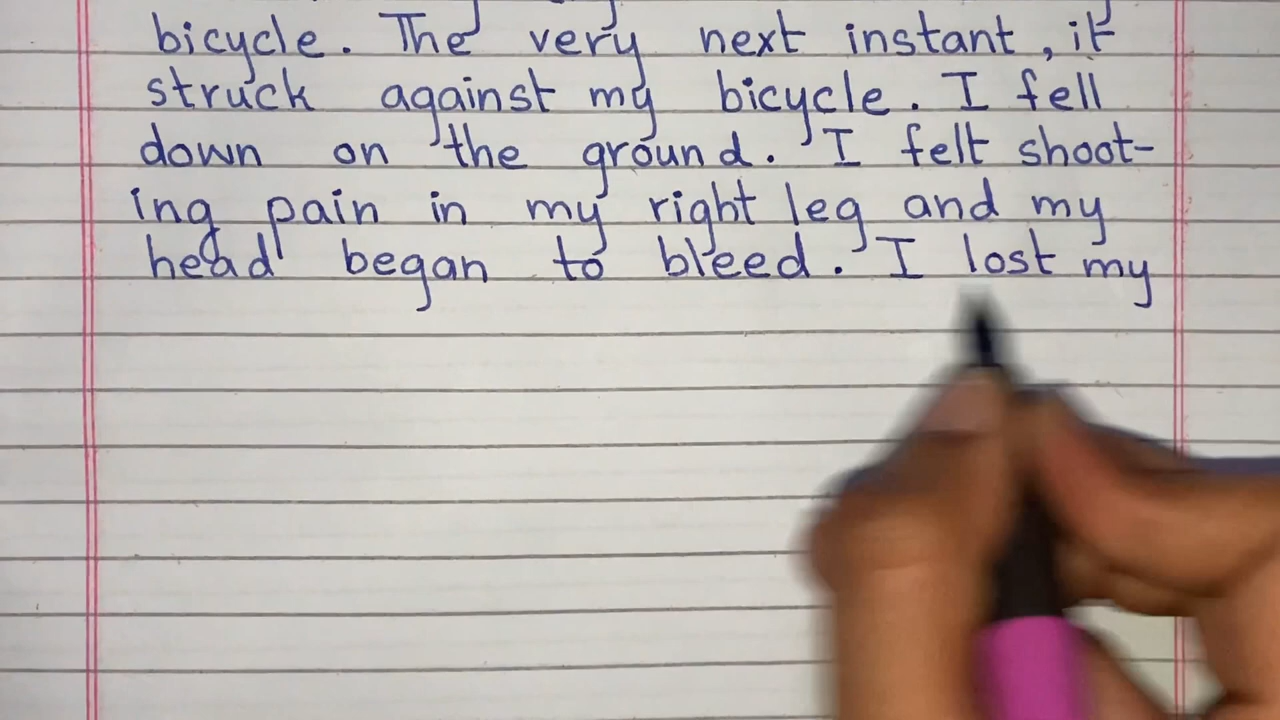 bicycle. The very next instant, it
struck against my bicycle. I fell
down on the ground. I felt shoot-
ing pain in my right leg and my
head began to bleed. I lost my